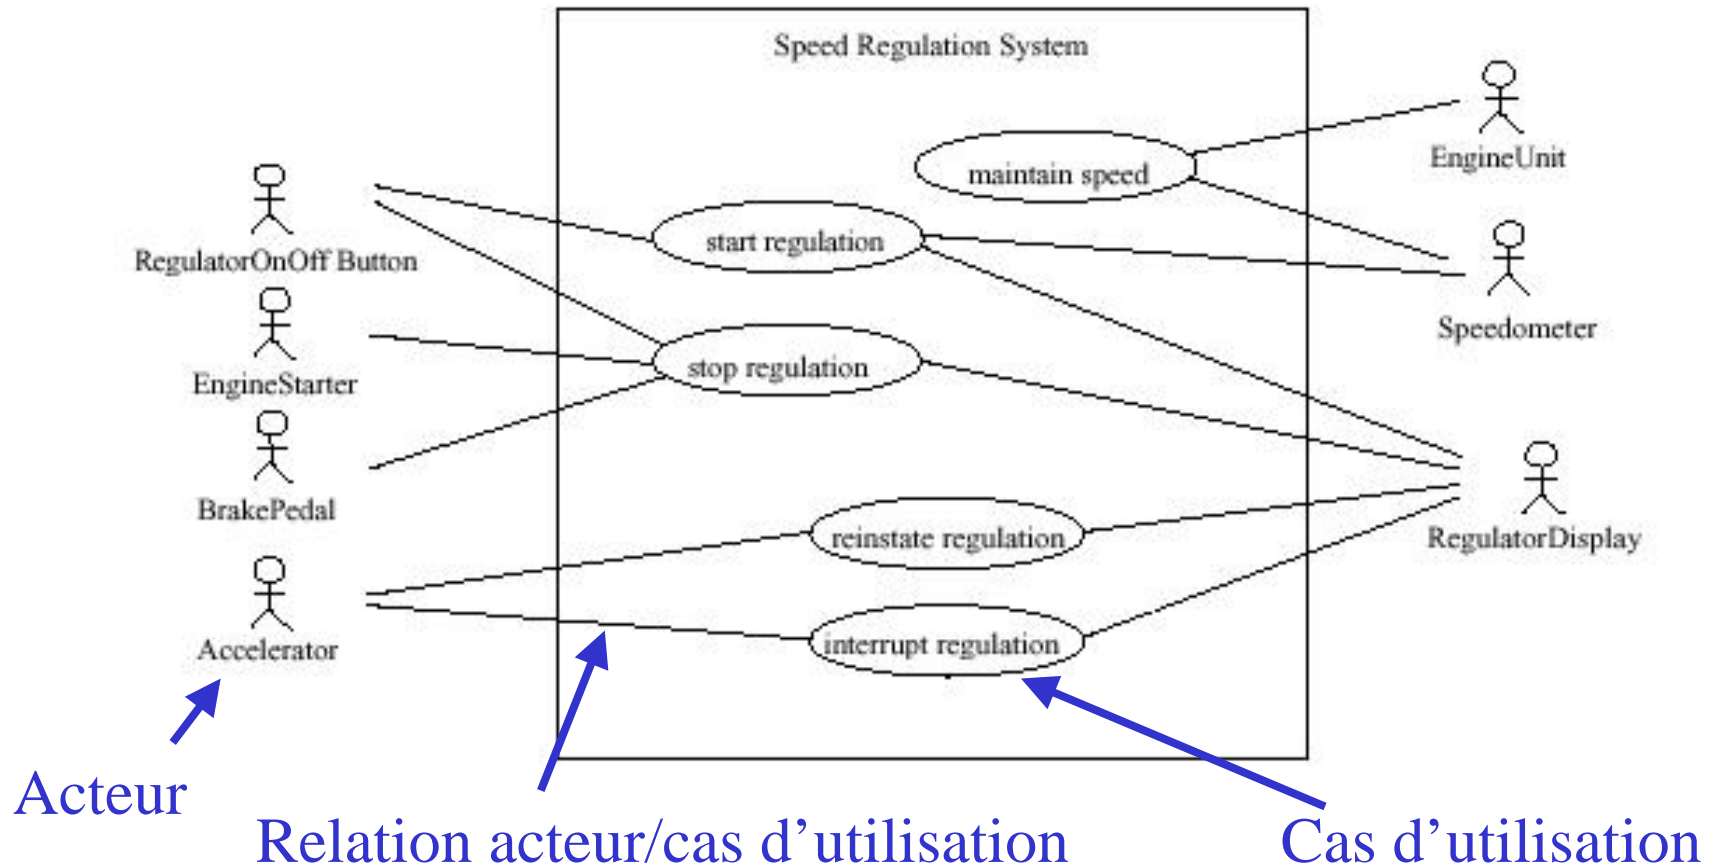 Speed Regulation System
EngineUnit
maintain speed
start regulation
RegulatorOnOff Button
Speedometer
stop regulation
EngineStarter
BrakePedal
reinstate regulation
RegulatorDisplay
interrupt regulation
Accelerator
Acteur
Relation acteur/cas d’utilisation
Cas d’utilisation